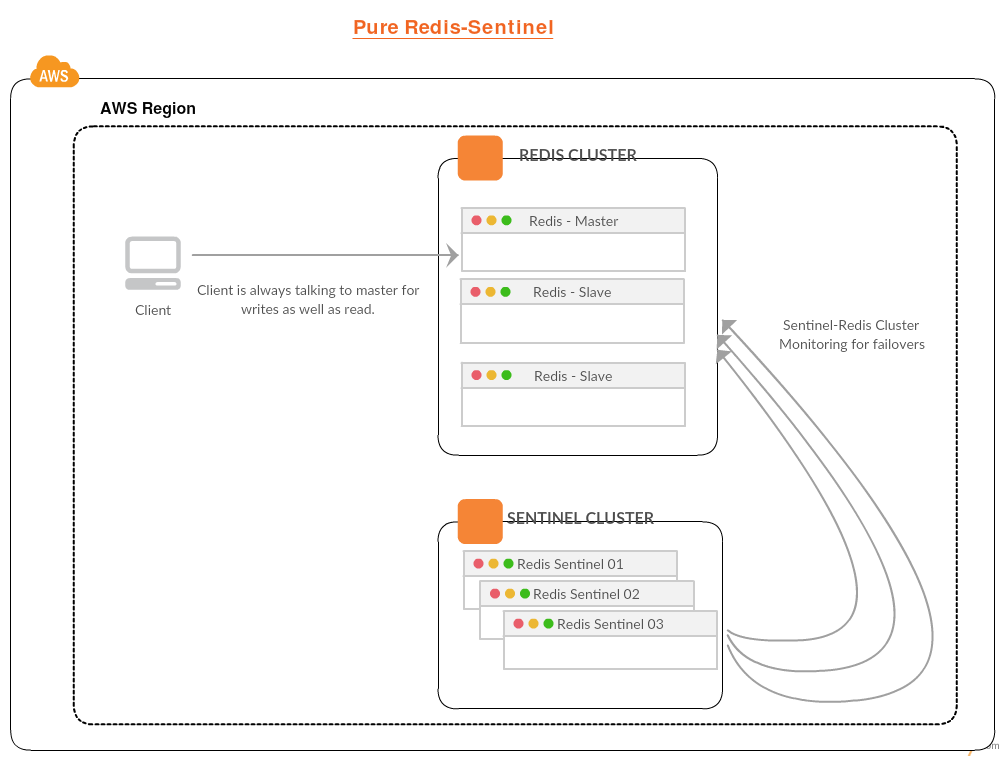 Pure Redis-Sentinel
AWS
AWS Region
REDIS CLUSTER
Redis - Master
Client is always talking to master for
writes as well as read.
Client
Redis - Slave
Sentinel-Redis Cluster
Monitoring for failovers
Redis - Slave
SENTINEL CLUSTER
Redis Sentinel 01
Redis Sentinel 02
Redis Sentinel 03